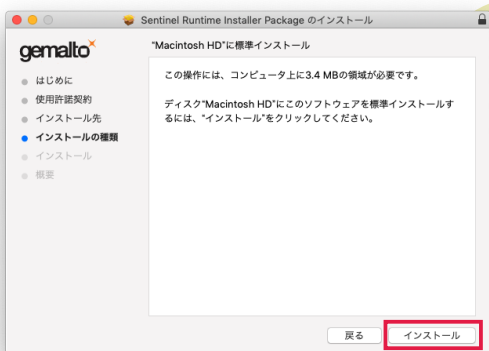 Sentinel Runtime Installer Package のインストール
gemalto
"Macintosh HD"に標準インストール
はじめに
使用許諾契約
インストール先
インストールの種類
インストール
概要
この操作には、コンピュータ上に3.4 MBの領域が必要です。
ディスク"Macintosh HD"にこのソフトウェアを標準インストールす
るには、"インストール"をクリックしてください。
戻る
インストール